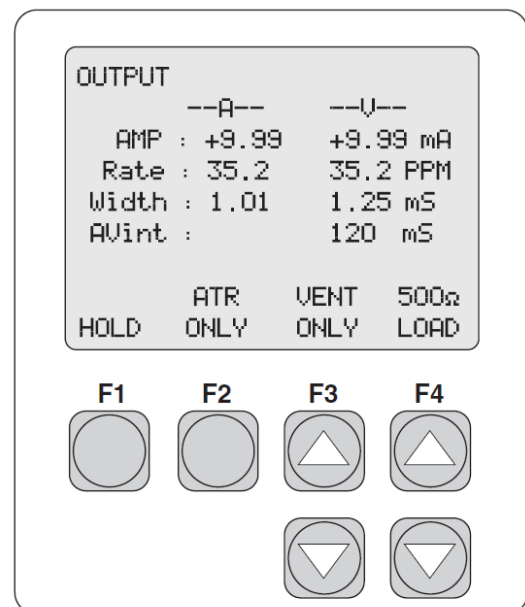 OUTPUT
--A-- --V--
AMP : +9.99 +9.99 mA
Rate : 35.2 35.2 PPM
Width : 1.01 1.25 mS
AVint : 120 mS
ATR VENT 500Ω
HOLD ONLY ONLY LOAD
F1 F2 F3 F4